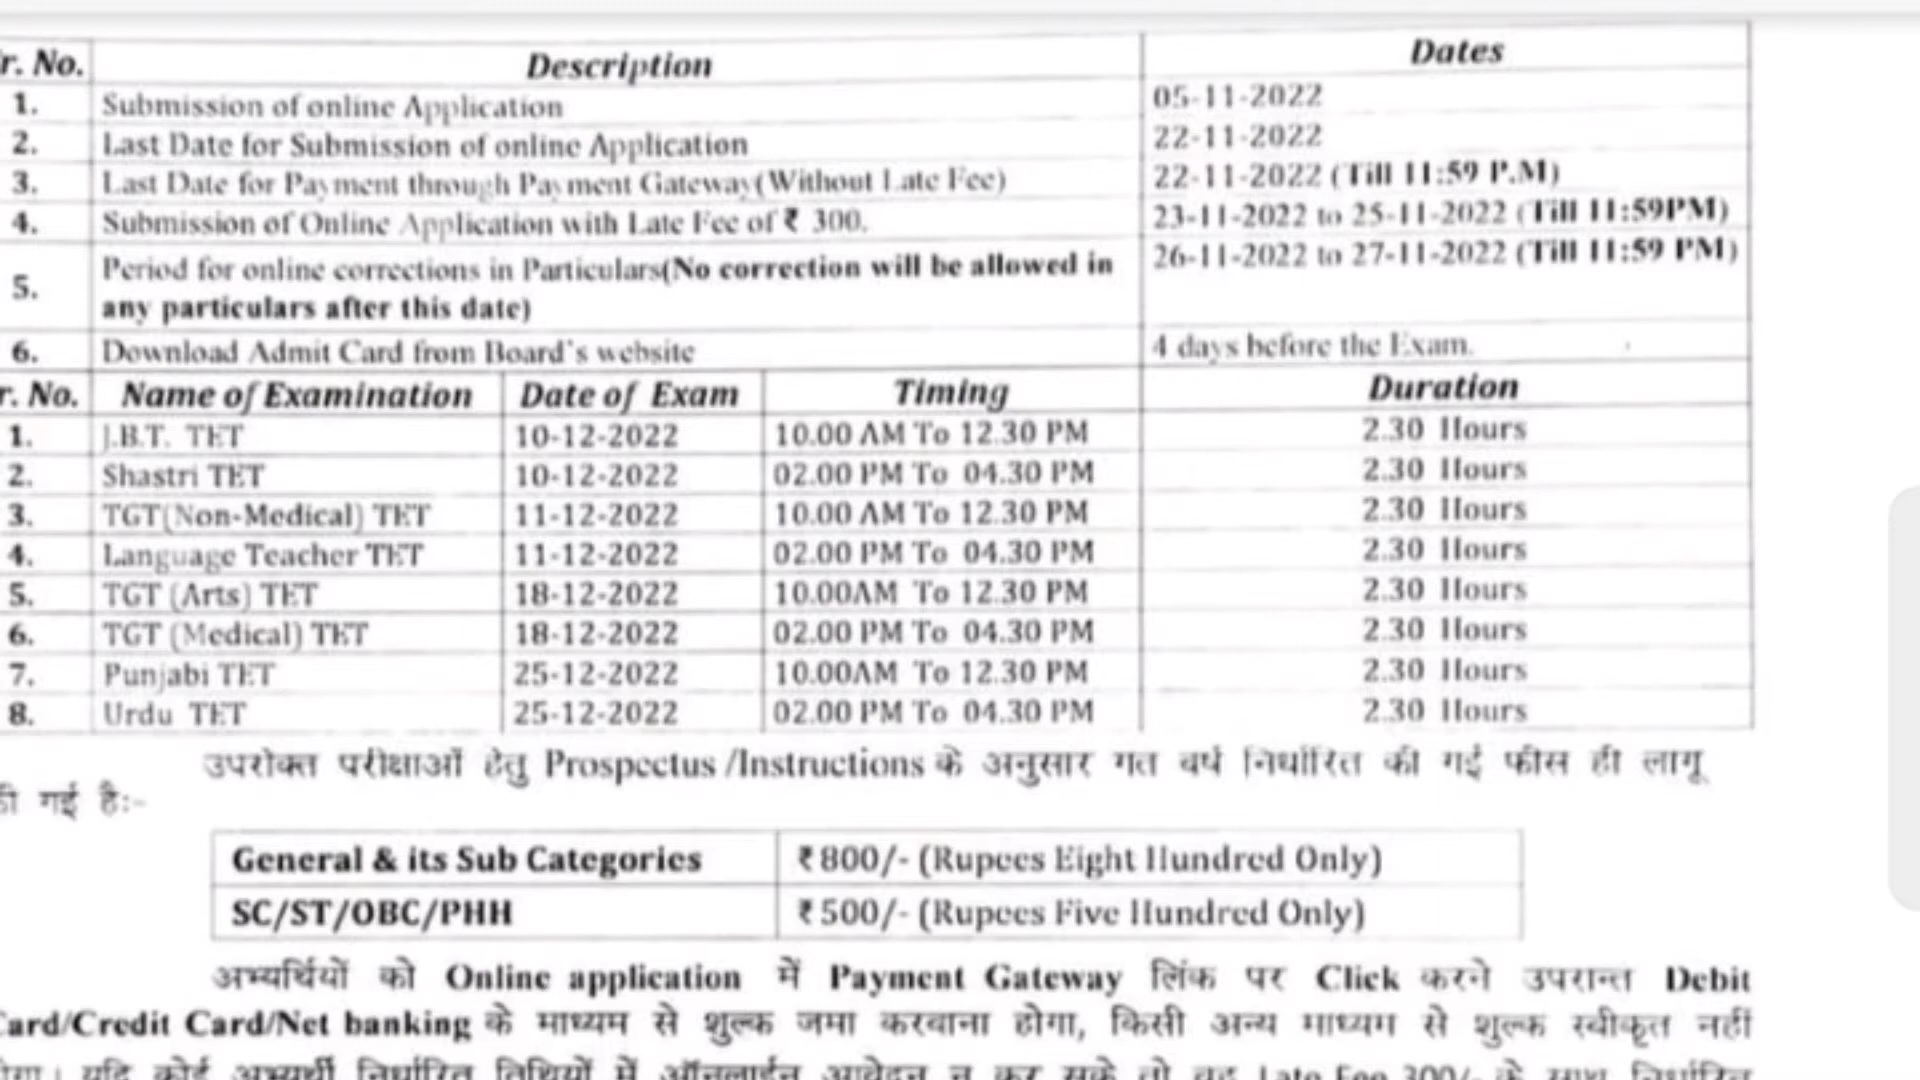 r. No. Description Dates
1. Submission of online Application 05-11-2022
2. Last Date for Submission of online Application 22-11-2022
3. Last Date for Payment through Payment Gateway(Without Late Fee) 22-11-2022 (Till 11:59 P.M)
4. Submission of Online Application with Late Fee of ₹ 300. 23-11-2022 to 25-11-2022 (Till 11:59PM)
5. Period for online corrections in Particulars(No correction will be allowed in 26-11-2022 to 27-11-2022 (Till 11:59 PM)
any particulars after this date)
6. Download Admit Card from Board's website 4 days before the Exam.
r. No. Name of Examination Date of Exam Timing Duration
1. J.B.T. TET 10-12-2022 10.00 AM To 12.30 PM 2.30 Hours
2. Shastri TET 10-12-2022 02.00 PM To 04.30 PM 2.30 Hours
3. TGT(Non-Medical) TET 11-12-2022 10.00 AM To 12.30 PM 2.30 Hours
4. Language Teacher TET 11-12-2022 02.00 PM To 04.30 PM 2.30 Hours
5. TGT (Arts) TET 18-12-2022 10.00AM To 12.30 PM 2.30 Hours
6. TGT (Medical) TET 18-12-2022 02.00 PM To 04.30 PM 2.30 Hours
7. Punjabi TET 25-12-2022 10.00AM To 12.30 PM 2.30 Hours
8. Urdu TET 25-12-2022 02.00 PM To 04.30 PM 2.30 Hours
उपरोक्त परीक्षाओं हेतु Prospectus /Instructions के अनुसार गत वर्ष निर्धारित की गई फीस ही लागू
की गई है:-
General & its Sub Categories ₹800/- (Rupees Eight Hundred Only)
SC/ST/OBC/PHH ₹500/- (Rupees Five Hundred Only)
अभ्यर्थियों को Online application में Payment Gateway लिंक पर Click करने उपरान्त Debit
Card/Credit Card/Net banking के माध्यम से शुल्क जमा करवाना होगा, किसी अन्य माध्यम से शुल्क स्वीकृत नहीं
होगा। यदि कोई अभ्यर्थी निर्धारित तिथियों में ऑनलाईन आवेदन न कर सके तो वह Late Fee 300/- के साथ निर्धारित